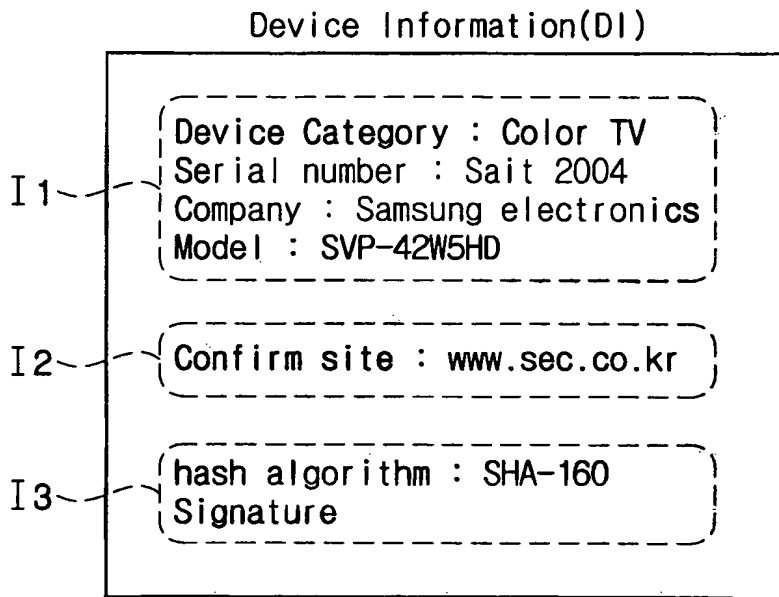 Device Information(DI)
I1
Device Category : Color TV
Serial number : Sait 2004
Company : Samsung electronics
Model : SVP-42W5HD
I2
Confirm site : www.sec.co.kr
I3
hash algorithm : SHA-160
Signature